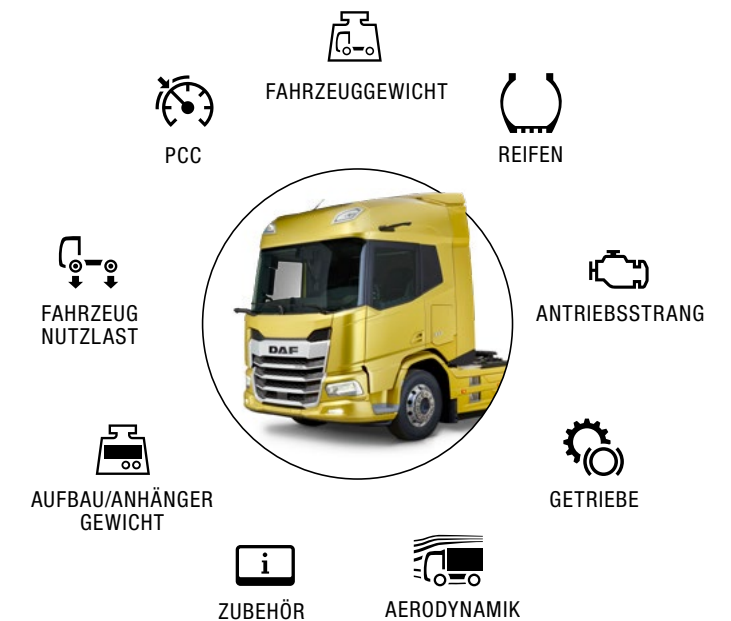 FAHRZEUGGEWICHT
PCC
REIFEN
FAHRZEUG
NUTZLAST
ANTRIEBSSTRANG
DAF
AUFBAU/ANHÄNGER
GEWICHT
GETRIEBE
i
ZUBEHÖR
AERODYNAMIK